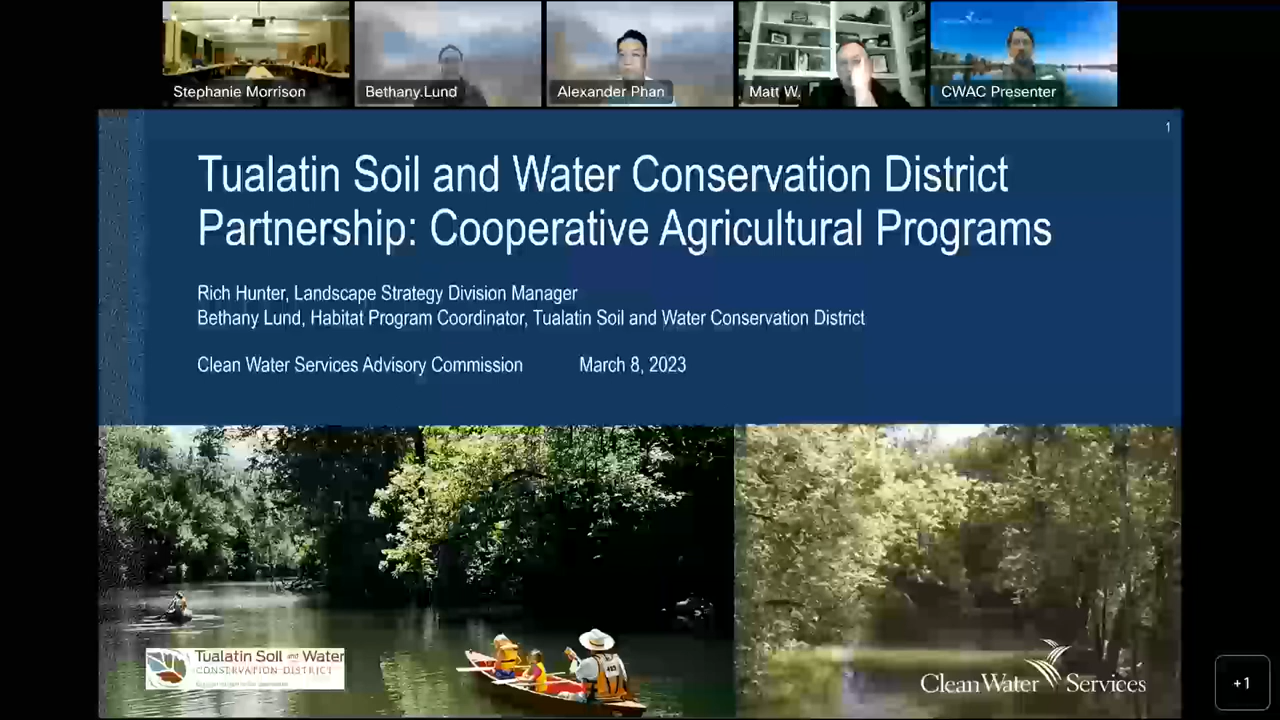 Stephanie Morrison
Bethany.Lund
Alexander Phan
Matt W.
CWAC Presenter
1
Tualatin Soil and Water Conservation District
Partnership: Cooperative Agricultural Programs
Rich Hunter, Landscape Strategy Division Manager
Bethany Lund, Habitat Program Coordinator, Tualatin Soil and Water Conservation District
Clean Water Services Advisory Commission March 8, 2023
Tualatin Soil and Water
CONSERVATION DISTRICT
CleanWater Services
+1